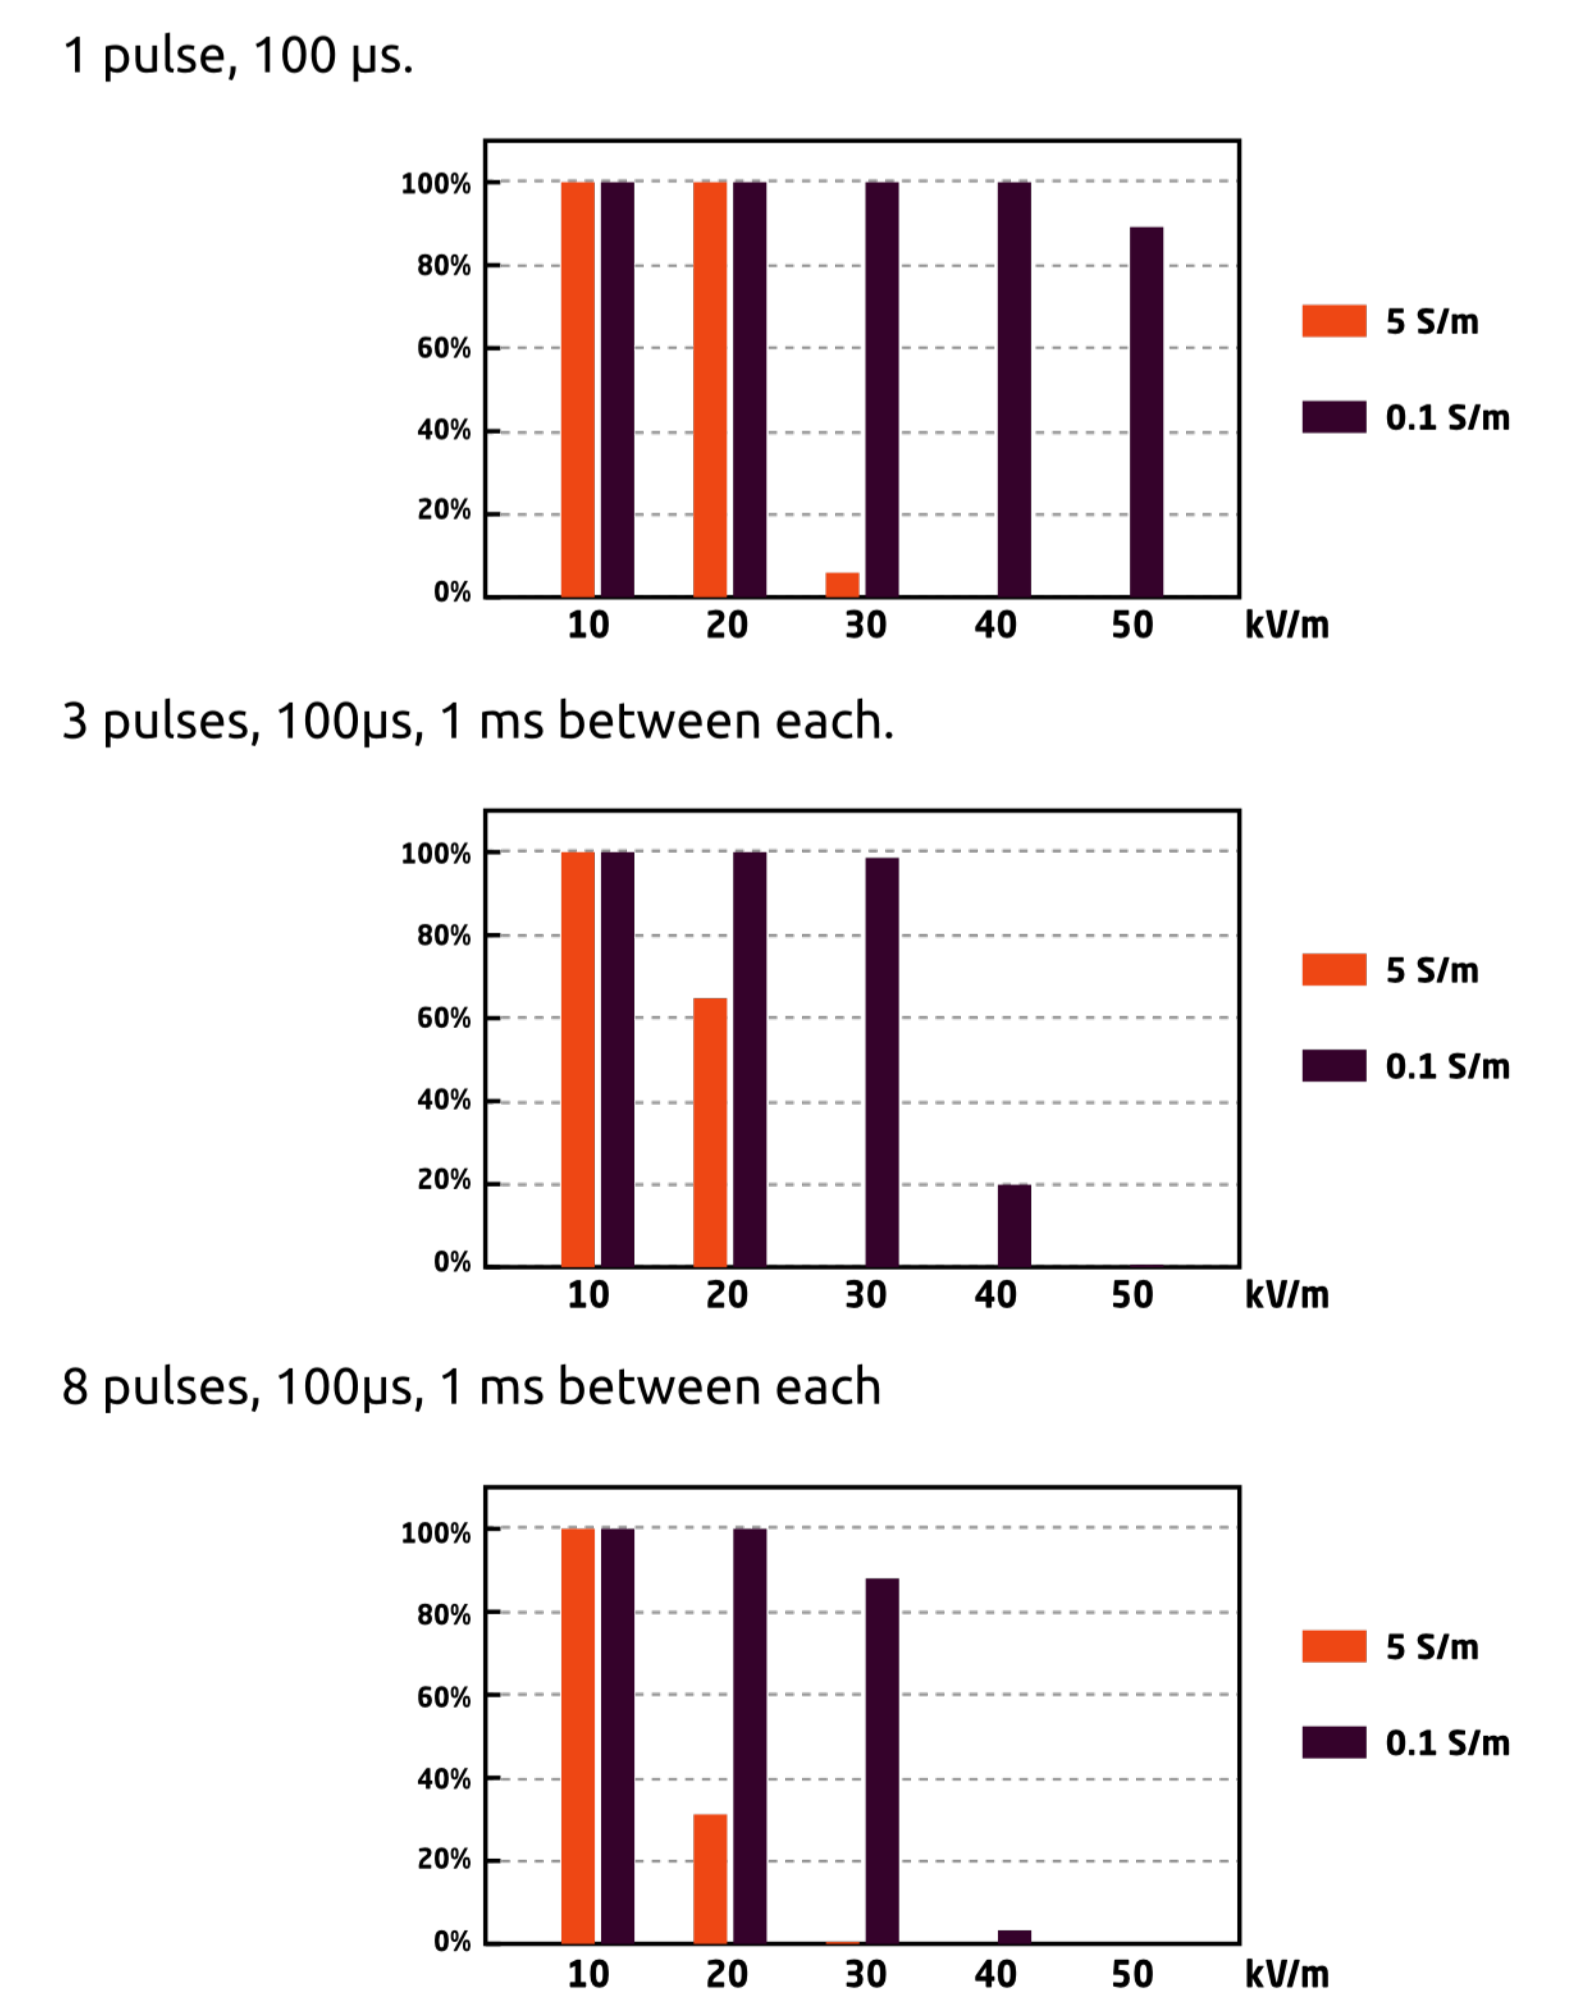 1 pulse, 100 µs.
100%
80%
60%
40%
20%
0%
10 20 30 40 50 kV/m
5 S/m
0.1 S/m
3 pulses, 100µs, 1 ms between each.
100%
80%
60%
40%
20%
0%
10 20 30 40 50 kV/m
5 S/m
0.1 S/m
8 pulses, 100µs, 1 ms between each
100%
80%
60%
40%
20%
0%
10 20 30 40 50 kV/m
5 S/m
0.1 S/m